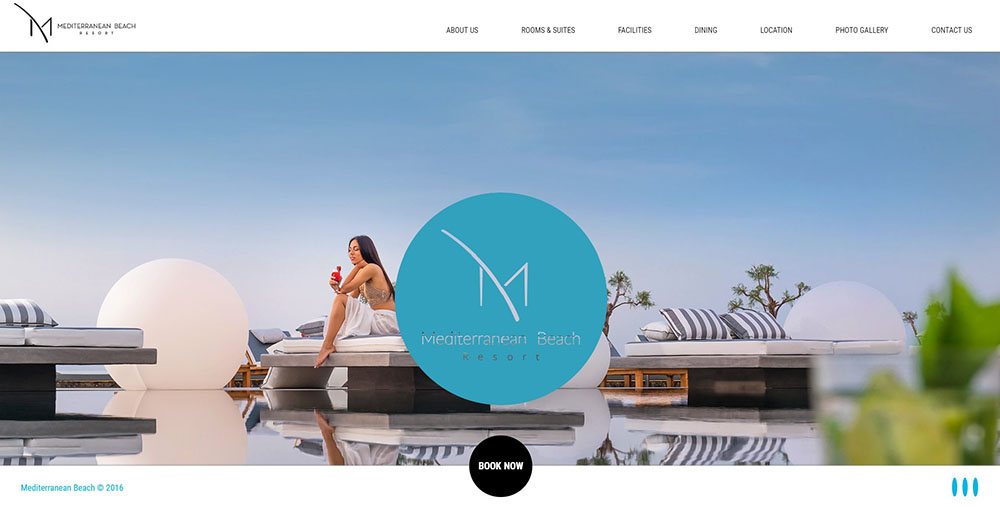 M MEDITERRANEAN BEACH
RESORT
ABOUT US ROOMS & SUITES FACILITIES DINING LOCATION PHOTO GALLERY CONTACT US
M
Mediterranean Beach
Resort
BOOK NOW
Mediterranean Beach © 2016